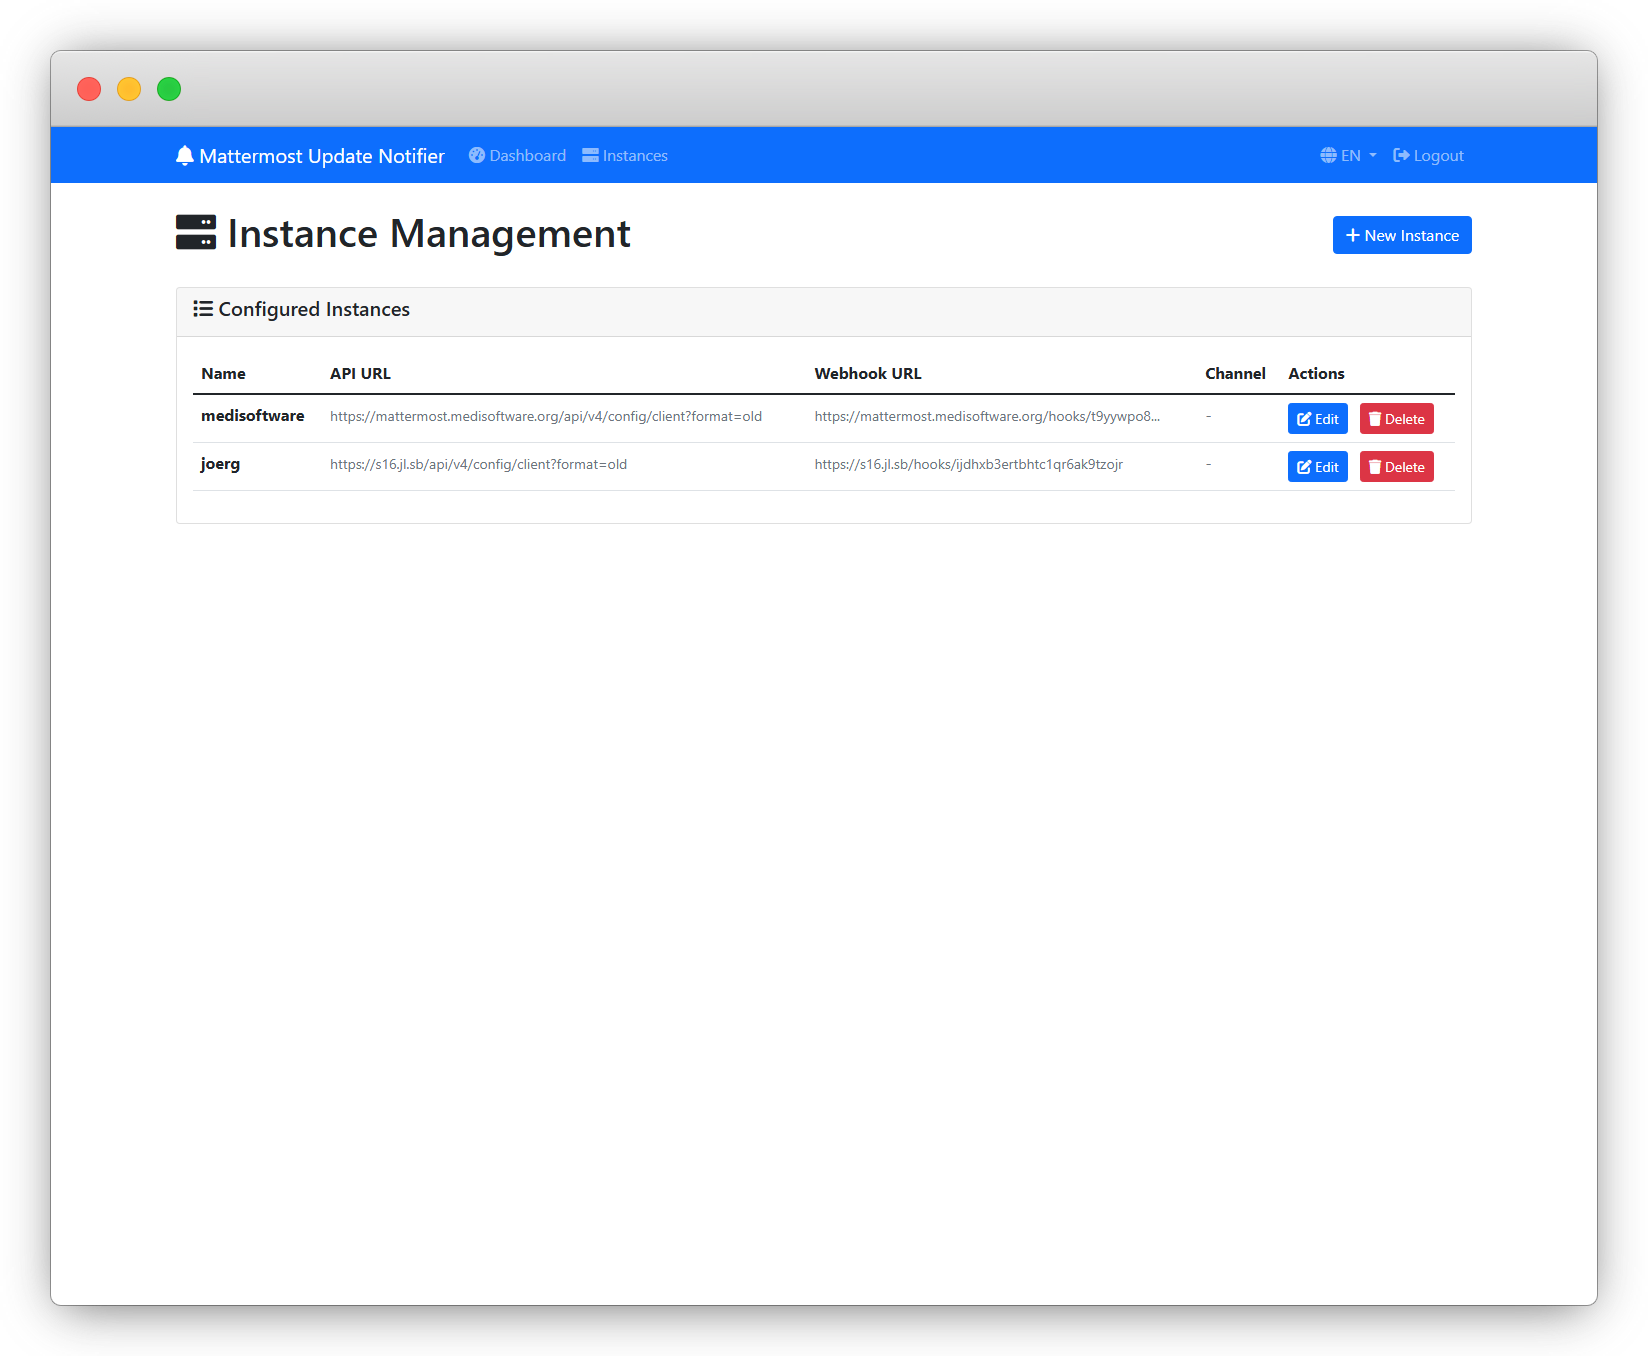 Mattermost Update Notifier Dashboard Instances EN Logout
Instance Management
New Instance
Configured Instances
Name API URL Webhook URL Channel Actions
medisoftware https://mattermost.medisoftware.org/api/v4/config/client?format=old https://mattermost.medisoftware.org/hooks/t9yywpo8... - Edit Delete
joerg https://s16.jl.sb/api/v4/config/client?format=old https://s16.jl.sb/hooks/ijdhxb3ertbhtc1qr6ak9tzojr - Edit Delete